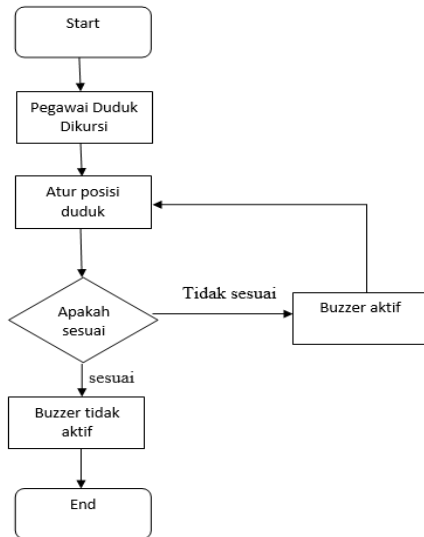 Start
Pegawai Duduk
Dikursi
Atur posisi
duduk
Apakah
sesuai
Tidak sesuai
Buzzer aktif
sesuai
Buzzer tidak
aktif
End